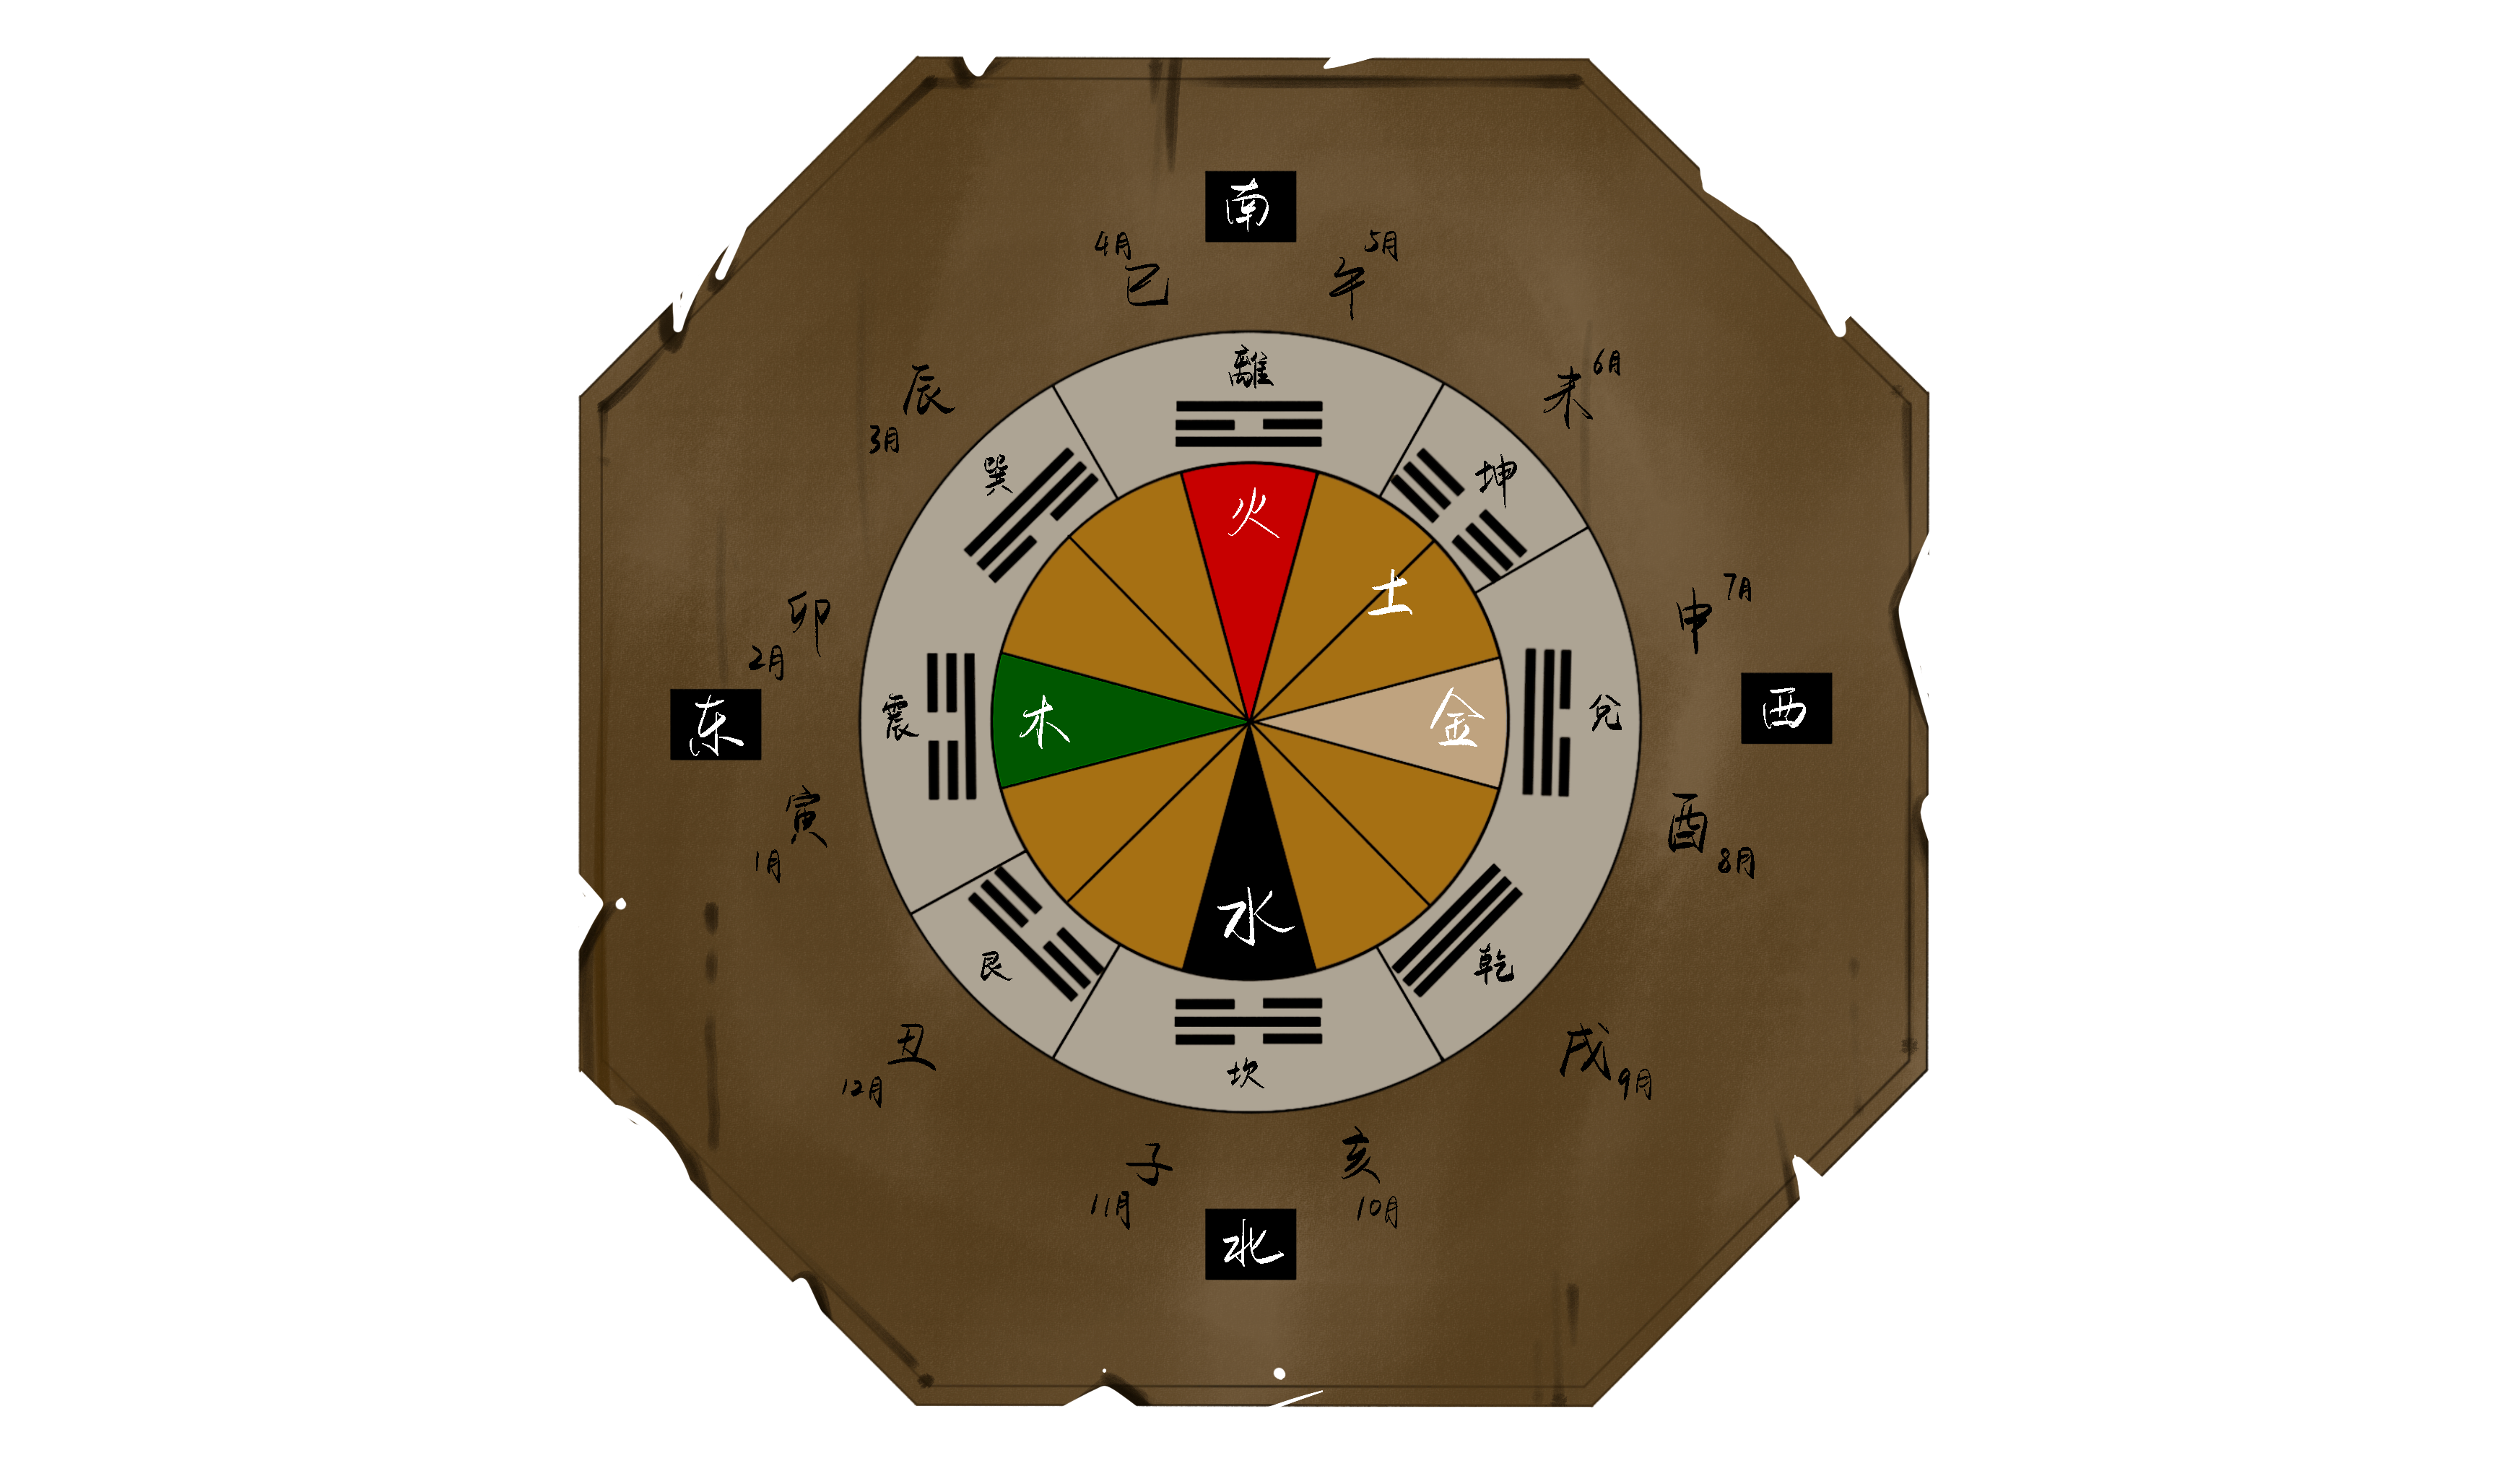 南
4月
巳
5月
午
6月
未
辰
3月
離
巽
坤
火
土
7月
申
卯
2月
东
震
木
金
兌
西
寅
1月
酉
8月
水
艮
乾
丑
12月
戌
9月
坎
子
11月
亥
10月
北